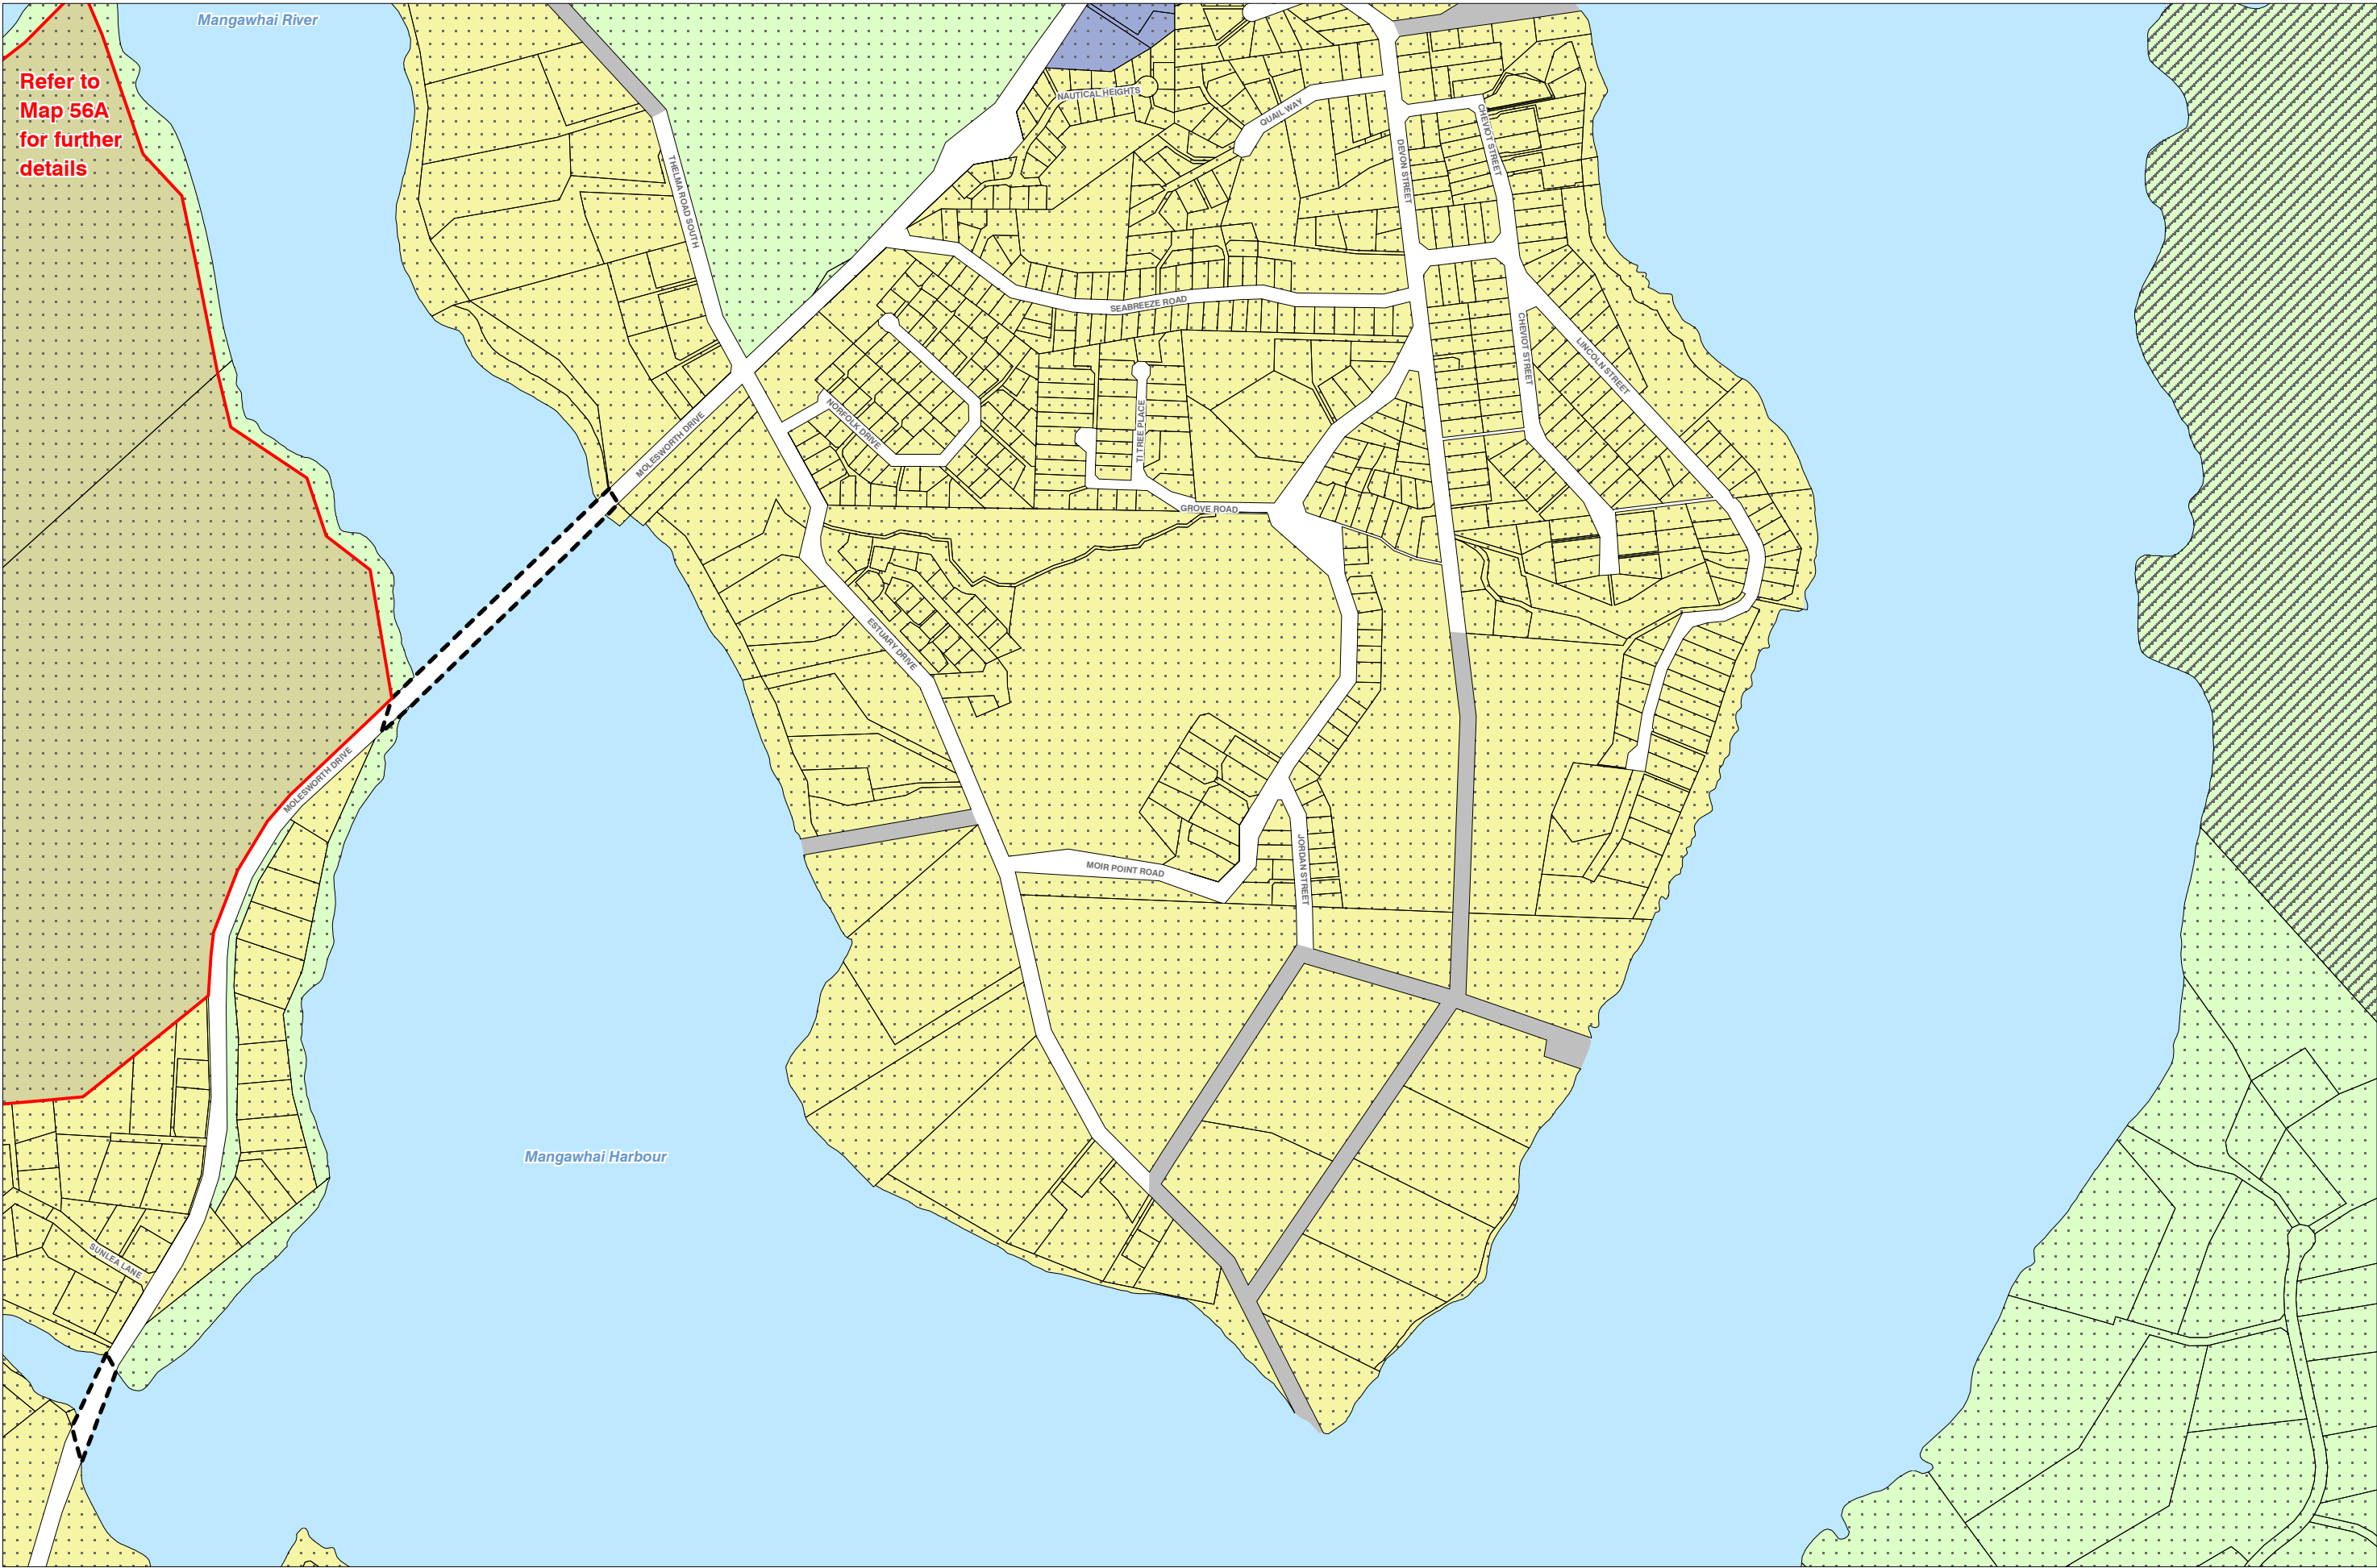 Mangawhai River
Refer to
Map 56A
for further
details
NAUTICAL HEIGHTS
QUAIL WAY
CHEVIOT STREET
DEVON STREET
THELMA ROAD SOUTH
SEABREEZE ROAD
CHEVIOT STREET
LINCOLN STREET
NORFOLK DRIVE
MOLESWORTH DRIVE
TI TREE PLACE
GROVE ROAD
ESTUARY DRIVE
MOLESWORTH DRIVE
MOIR POINT ROAD
JORDAN STREET
Mangawhai Harbour
SUNLEA LANE